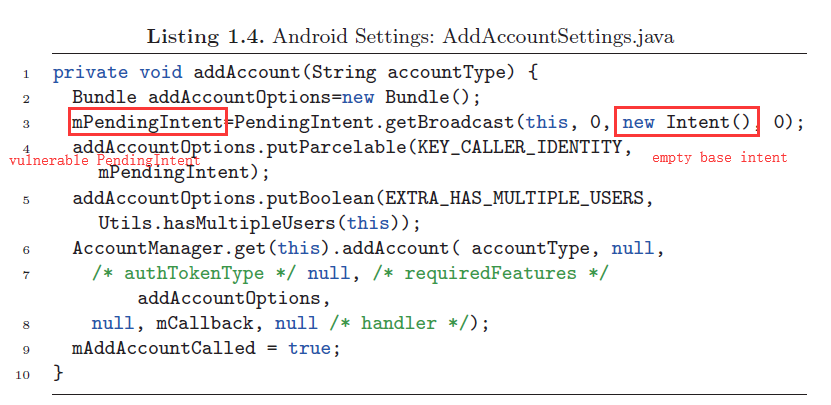 Listing 1.4. Android Settings: AddAccountSettings.java
1 private void addAccount(String accountType) {
2 Bundle addAccountOptions=new Bundle();
3 mPendingIntent=PendingIntent.getBroadcast(this, 0, new Intent(), 0);
4 addAccountOptions.putParcelable(KEY_CALLER_IDENTITY,
vulnerable PendingIntent
empty base intent
mPendingIntent);
5 addAccountOptions.putBoolean(EXTRA_HAS_MULTIPLE_USERS,
Utils.hasMultipleUsers(this));
6 AccountManager.get(this).addAccount( accountType, null,
7 /* authTokenType */ null, /* requiredFeatures */
addAccountOptions,
8 null, mCallback, null /* handler */);
9 mAddAccountCalled = true;
10 }